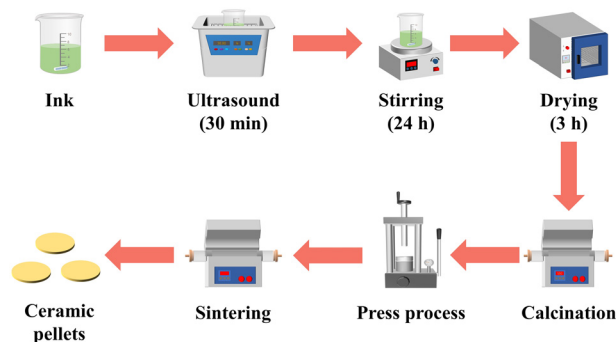 Ink
Ultrasound
(30 min)
Stirring
(24 h)
Drying
(3 h)
Calcination
Press process
Sintering
Ceramic
pellets